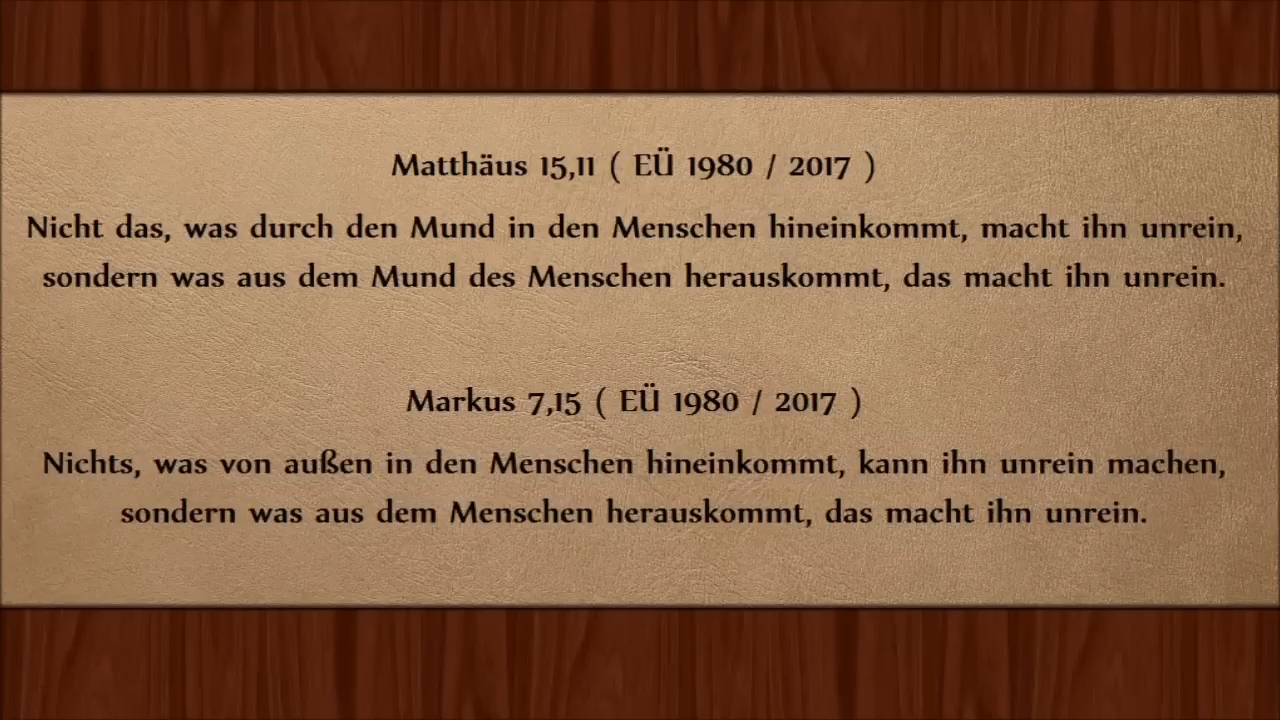 Matthäus 15,11 ( EÜ 1980 / 2017 )
Nicht das, was durch den Mund in den Menschen hineinkommt, macht ihn unrein,
sondern was aus dem Mund des Menschen herauskommt, das macht ihn unrein.
Markus 7,15 ( EÜ 1980 / 2017 )
Nichts, was von außen in den Menschen hineinkommt, kann ihn unrein machen,
sondern was aus dem Menschen herauskommt, das macht ihn unrein.